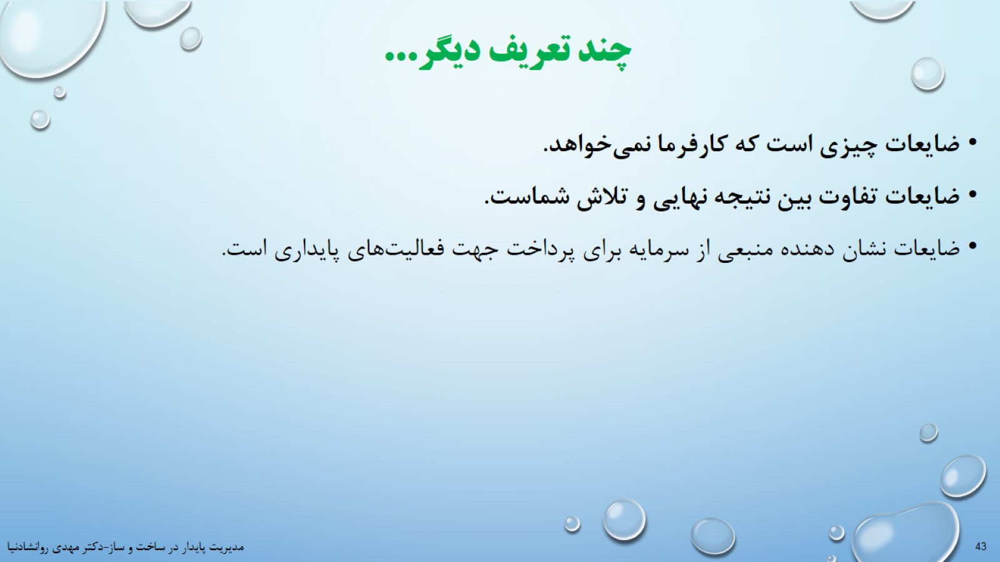 چند تعریف دیگر...
• ضایعات چیزی است که کارفرما نمی‌خواهد.
• ضایعات تفاوت بین نتیجه نهایی و تلاش شماست.
• ضایعات نشان دهنده منبعی از سرمایه برای پرداخت جهت فعالیت‌های پایداری است.
مدیریت پایدار در ساخت و ساز-دکتر مهدی روانشادنیا
43